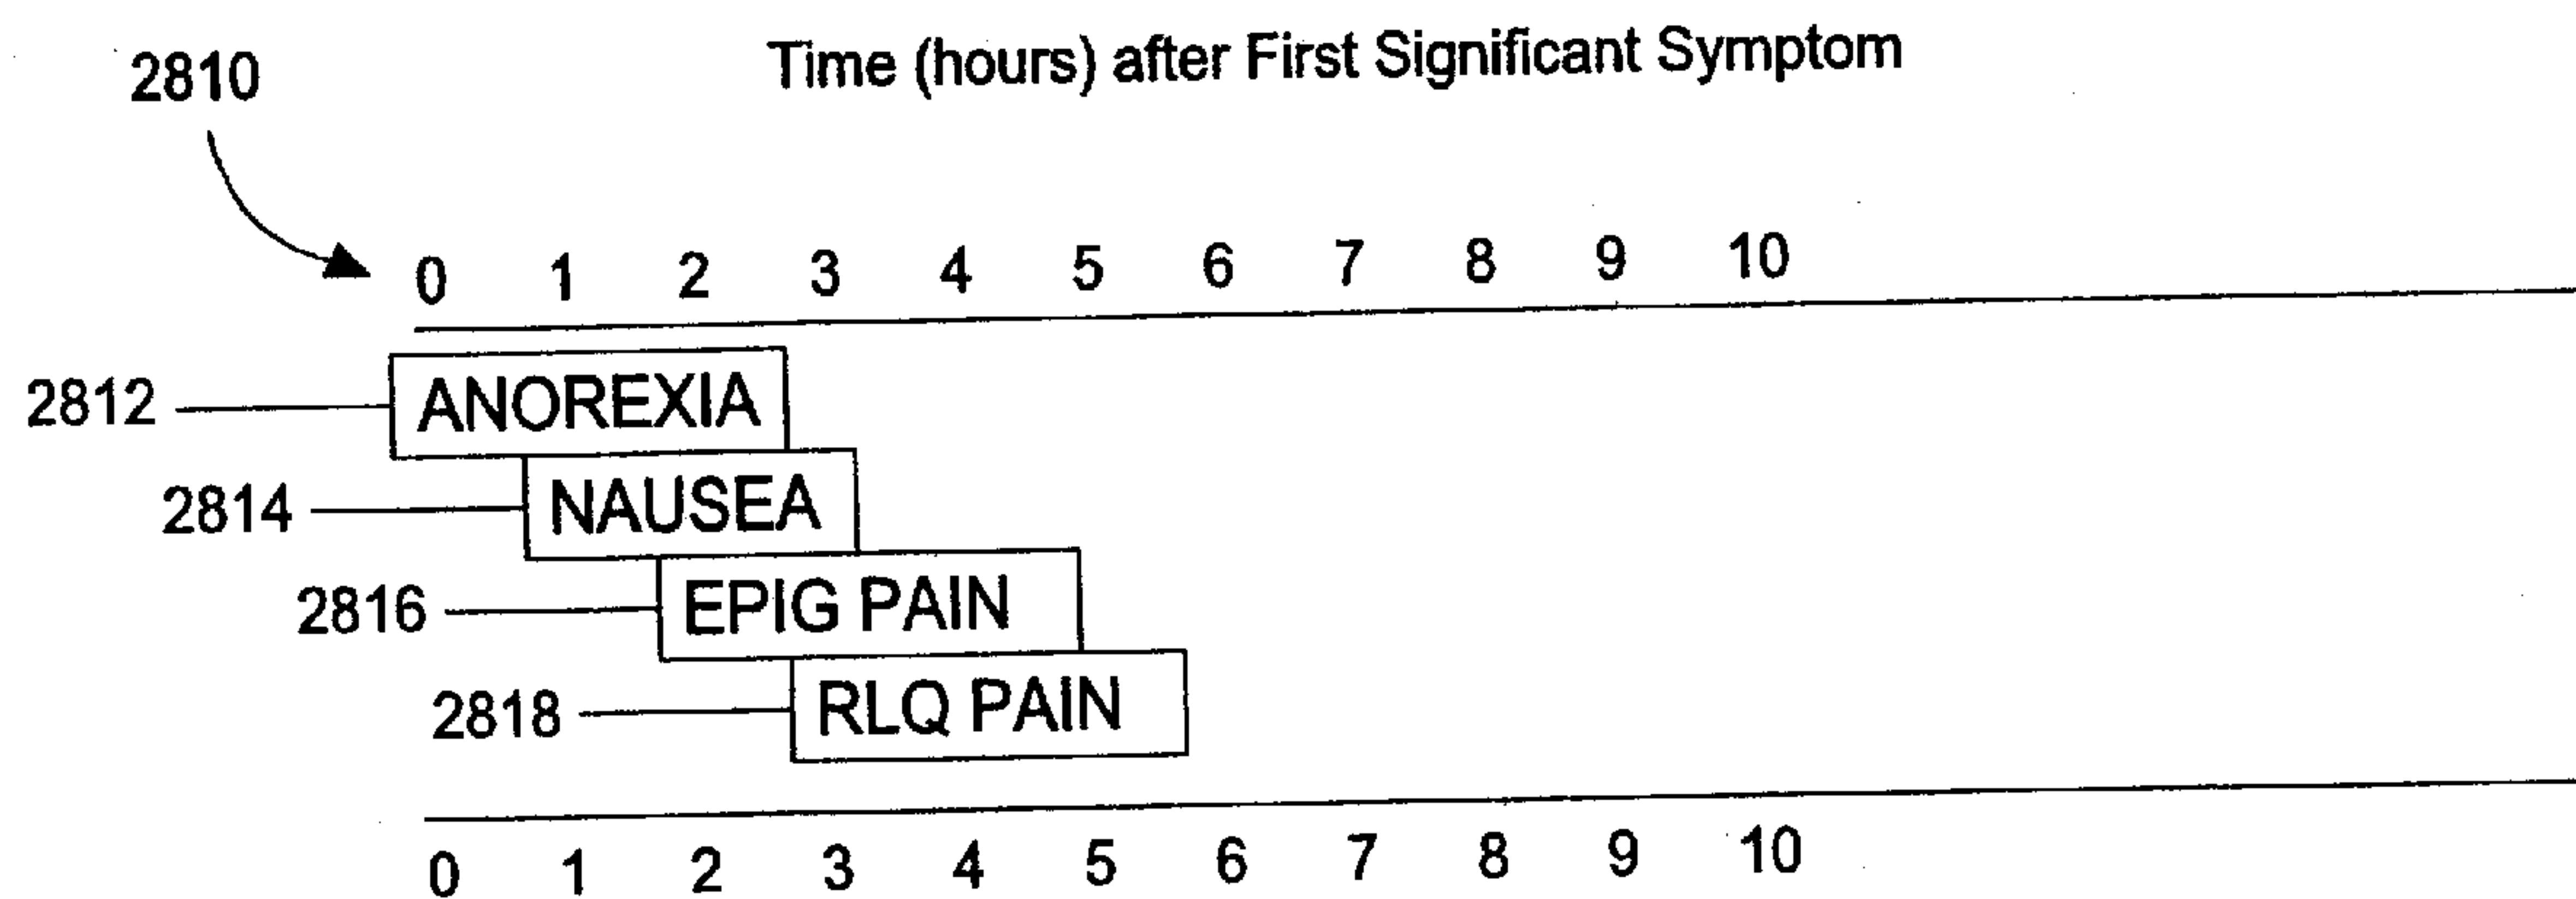 2810 Time (hours) after First Significant Symptom
0 1 2 3 4 5 6 7 8 9 10
2812 ANOREXIA
2814 NAUSEA
2816 EPIG PAIN
2818 RLQ PAIN
0 1 2 3 4 5 6 7 8 9 10